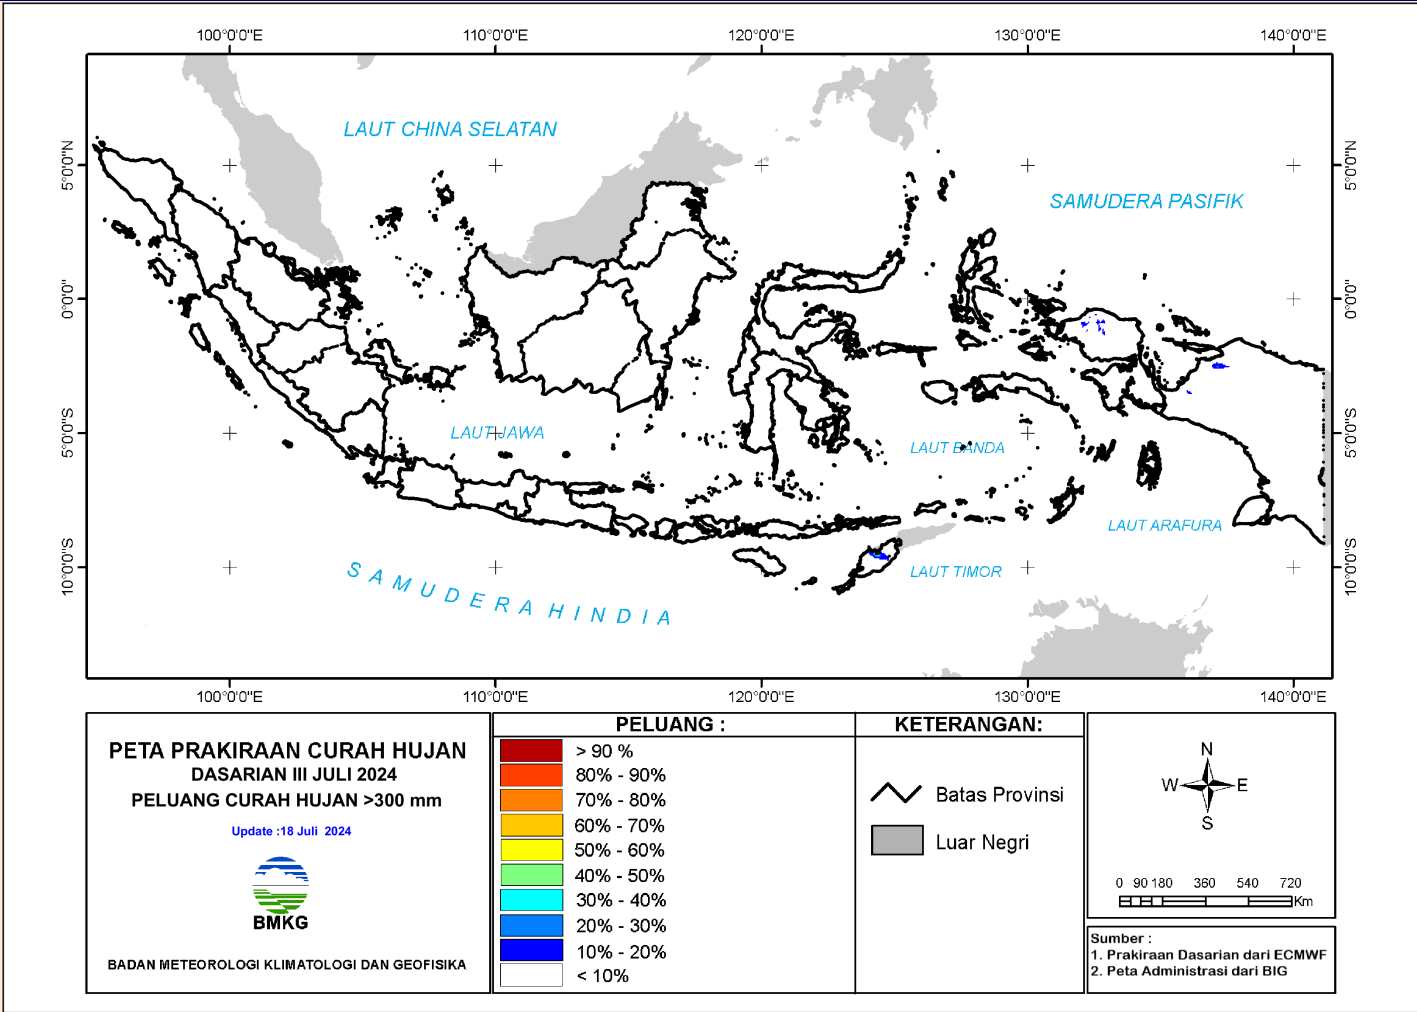 100°0'0"E 110°0'0"E 120°0'0"E 130°0'0"E 140°0'0"E
LAUT CHINA SELATAN
5°0'0"N 5°0'0"N
SAMUDERA PASIFIK
0°0'0" 0°0'0"
LAUT JAWA
5°0'0"S 5°0'0"S
LAUT BANDA
LAUT ARAFURA
10°0'0"S 10°0'0"S
LAUT TIMOR
SAMUDERA HINDIA
100°0'0"E 110°0'0"E 120°0'0"E 130°0'0"E 140°0'0"E
PETA PRAKIRAAN CURAH HUJAN
DASARIAN III JULI 2024
PELUANG CURAH HUJAN >300 mm
Update :18 Juli 2024
BMKG
BADAN METEOROLOGI KLIMATOLOGI DAN GEOFISIKA
PELUANG :
> 90 %
80% - 90%
70% - 80%
60% - 70%
50% - 60%
40% - 50%
30% - 40%
20% - 30%
10% - 20%
< 10%
KETERANGAN:
Batas Provinsi
Luar Negri
N
W E
S
0 90 180 360 540 720
Km
Sumber :
1. Prakiraan Dasarian dari ECMWF
2. Peta Administrasi dari BIG